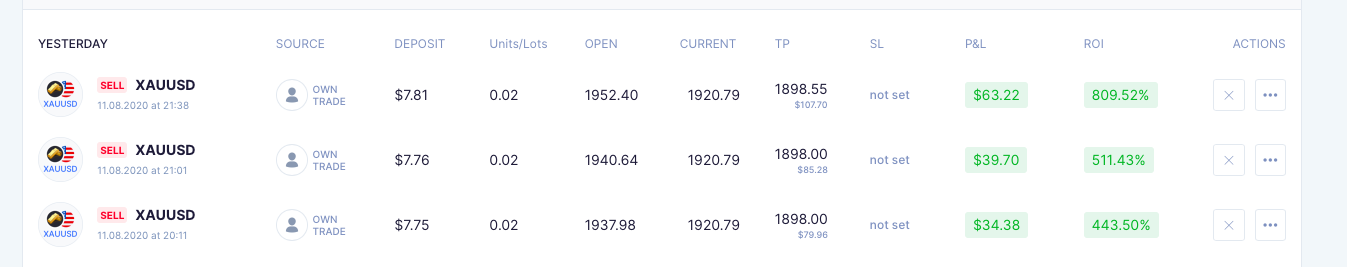 YESTERDAY SOURCE DEPOSIT Units/Lots OPEN CURRENT TP SL P&L ROI ACTIONS
XAUUSD SELL XAUUSD 11.08.2020 at 21:38 OWN TRADE $7.81 0.02 1952.40 1920.79 1898.55 $107.70 not set $63.22 809.52%
XAUUSD SELL XAUUSD 11.08.2020 at 21:01 OWN TRADE $7.76 0.02 1940.64 1920.79 1898.00 $85.28 not set $39.70 511.43%
XAUUSD SELL XAUUSD 11.08.2020 at 20:11 OWN TRADE $7.75 0.02 1937.98 1920.79 1898.00 $79.96 not set $34.38 443.50%